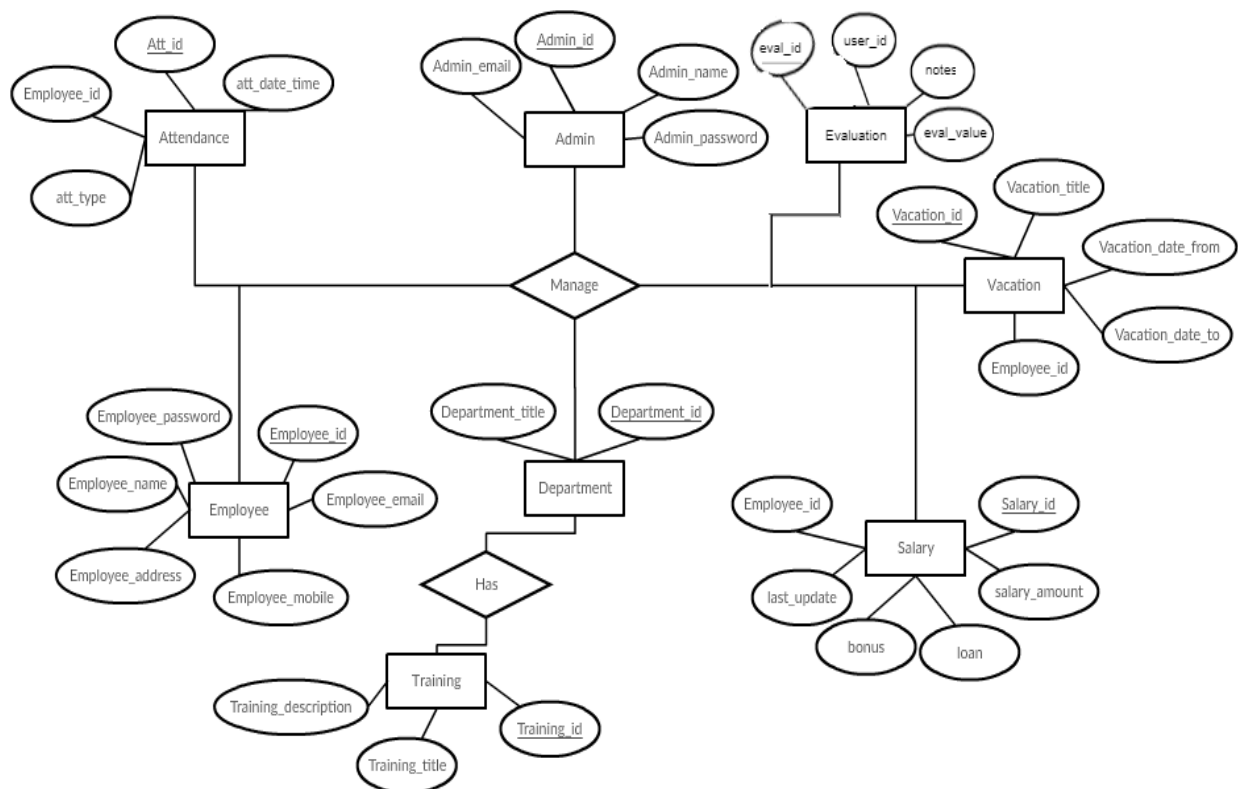 Att_id
Employee_id
att_date_time
Attendance
att_type
Admin_id
Admin_email
Admin_name
Admin
Admin_password
eval_id
user_id
notes
Evaluation
eval_value
Vacation_id
Vacation_title
Vacation_date_from
Vacation
Vacation_date_to
Employee_id
Manage
Employee_password
Employee_id
Employee_name
Employee_email
Employee
Employee_address
Employee_mobile
Department_title
Department_id
Department
Has
Training
Training_description
Training_id
Training_title
Employee_id
Salary_id
Salary
last_update
salary_amount
bonus
loan